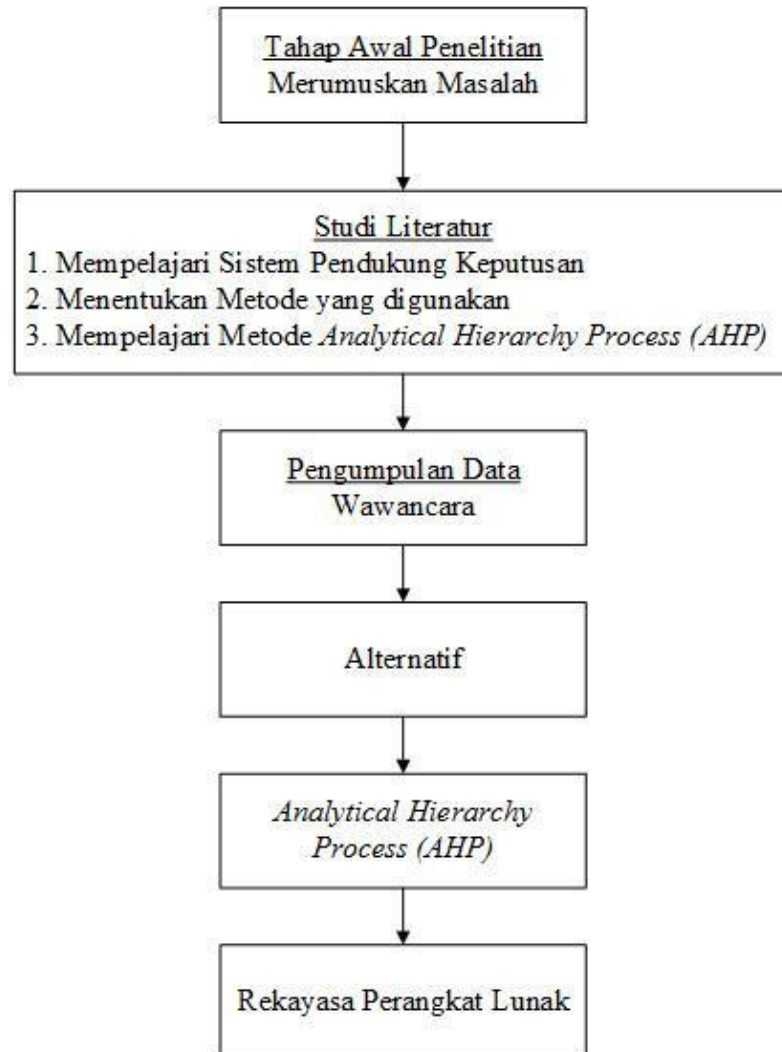 Tahap Awal Penelitian
Merumuskan Masalah
Studi Literatur
1. Mempelajari Sistem Pendukung Keputusan
2. Menentukan Metode yang digunakan
3. Mempelajari Metode Analytical Hierarchy Process (AHP)
Pengumpulan Data
Wawancara
Alternatif
Analytical Hierarchy
Process (AHP)
Rekayasa Perangkat Lunak